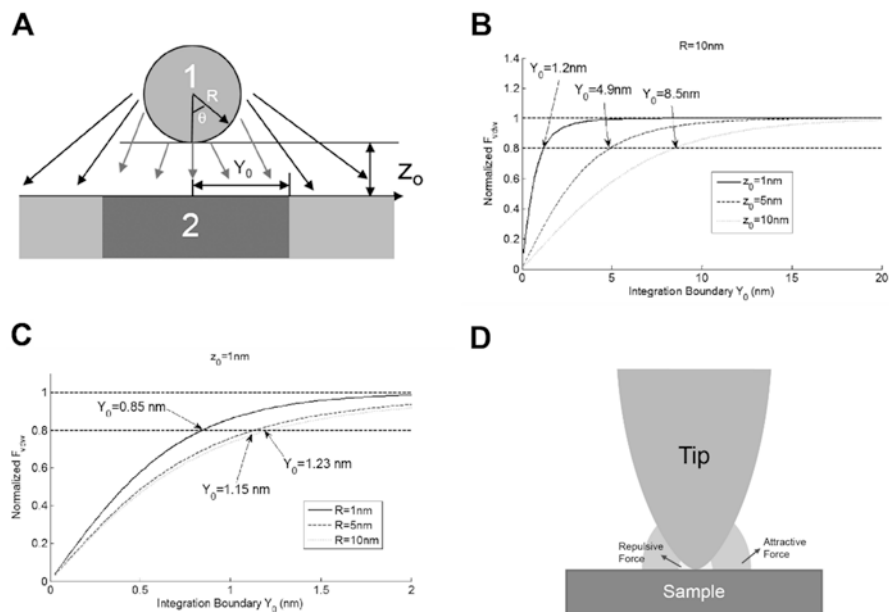 A
1
R
θ
Y₀
Z₀
2
B
R=10nm
Y₀=1.2nm
Y₀=4.9nm
Y₀=8.5nm
Normalized F_vdw
1.4
1.2
1
0.8
0.6
0.4
0.2
0
z₀=1nm
z₀=5nm
z₀=10nm
0 5 10 15 20
Integration Boundary Y₀ (nm)
C
z₀=1nm
Y₀=0.85 nm
Y₀=1.23 nm
Y₀=1.15 nm
Normalized F_vdw
1
0.8
0.6
0.4
0.2
0
R=1nm
R=5nm
R=10nm
0 0.5 1 1.5 2
Integration Boundary Y₀ (nm)
D
Tip
Repulsive
Force
Attractive
Force
Sample